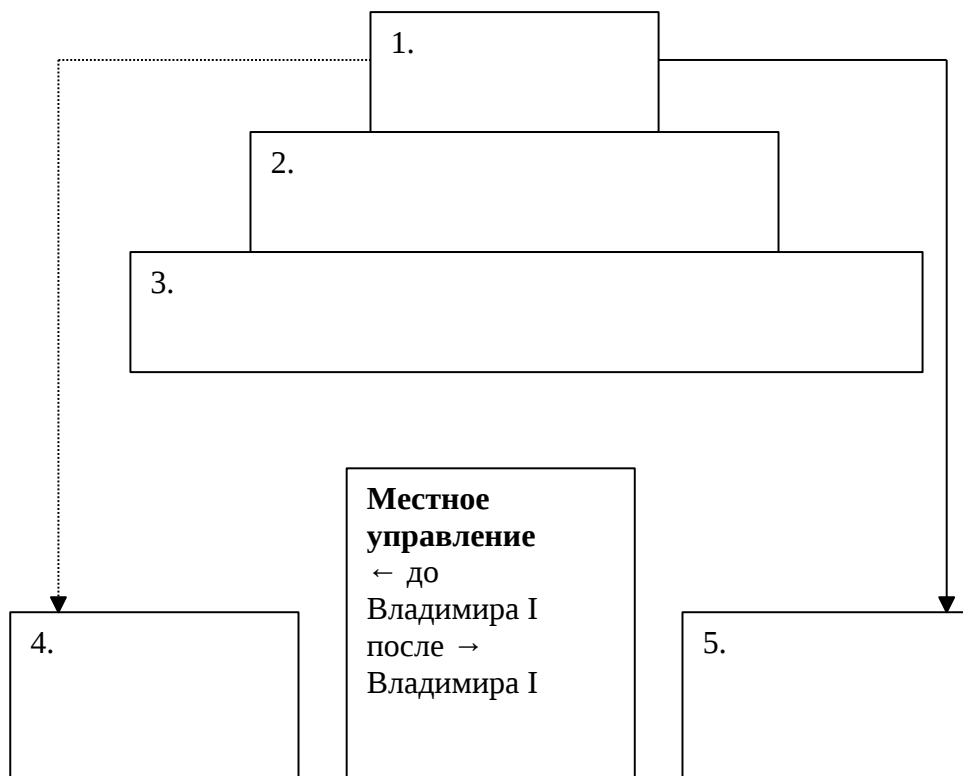 1.
2.
3.
Местное
управление
← до
Владимира I
после →
Владимира I
4.
5.